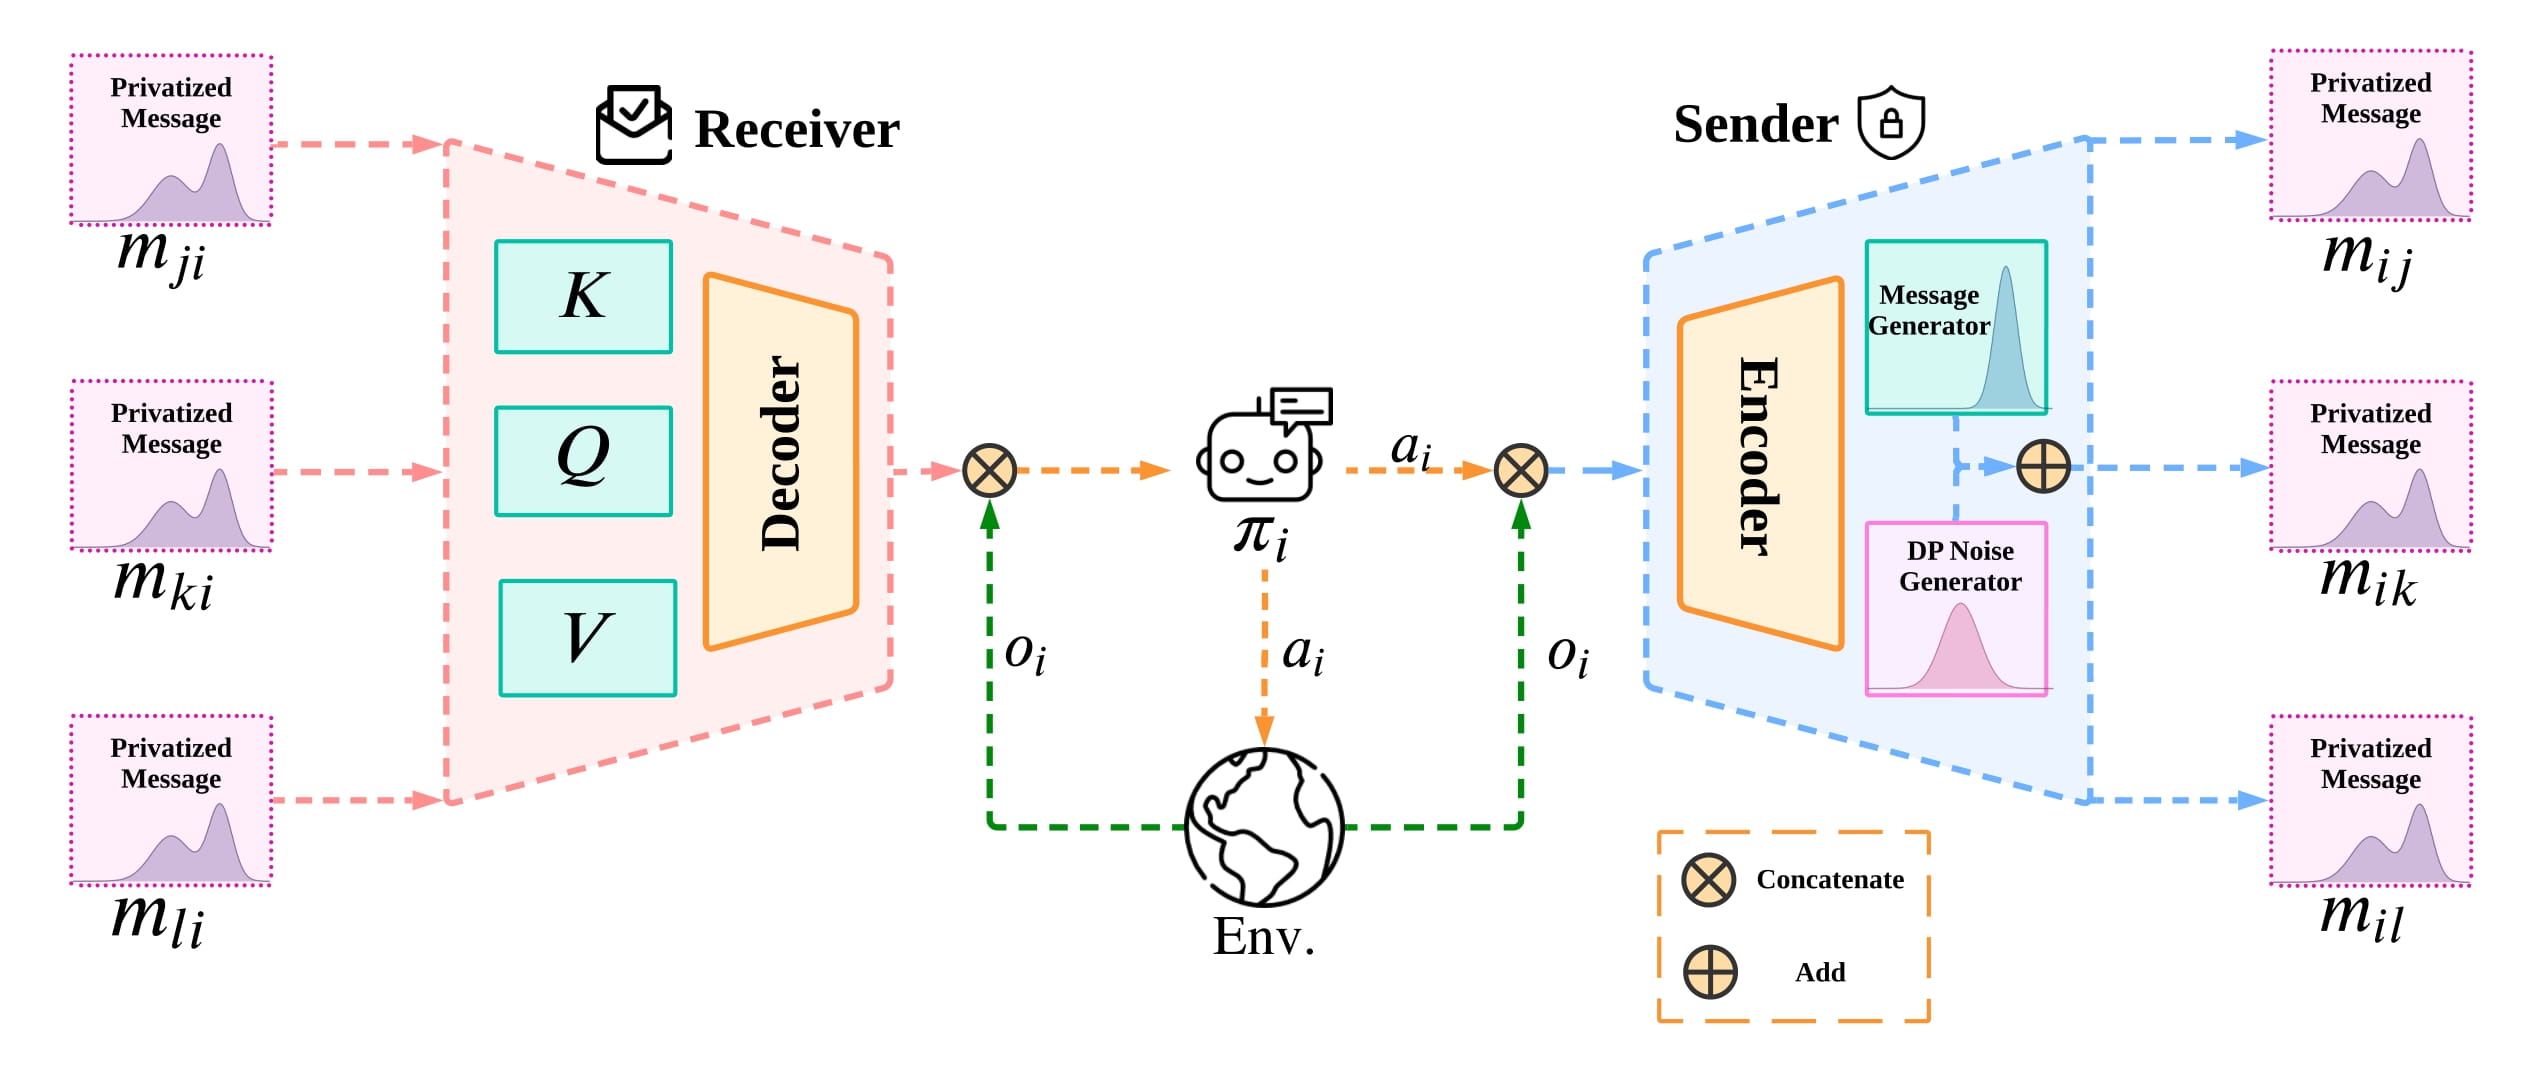 Privatized
Message
m_{ji}
Privatized
Message
m_{ki}
Privatized
Message
m_{li}
Receiver
K
Q
V
Decoder
o_i
π_i
a_i
a_i
Env.
o_i
Sender
Encoder
Message
Generator
DP Noise
Generator
Concatenate
Add
Privatized
Message
m_{ij}
Privatized
Message
m_{ik}
Privatized
Message
m_{il}